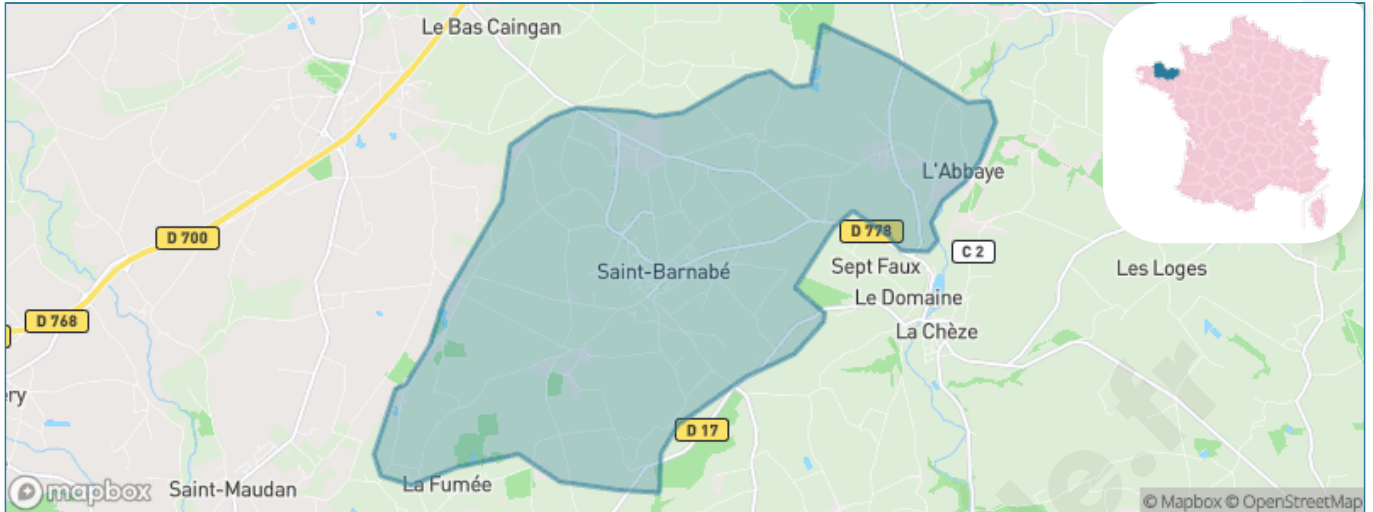 Le Bas Caingan
L'Abbaye
D 700
D 778
C 2
Saint-Barnabé
Sept Faux
Les Loges
Le Domaine
D 768
La Chèze
D 17
La Fumée
Saint-Maudan
mapbox
© Mapbox © OpenStreetMap